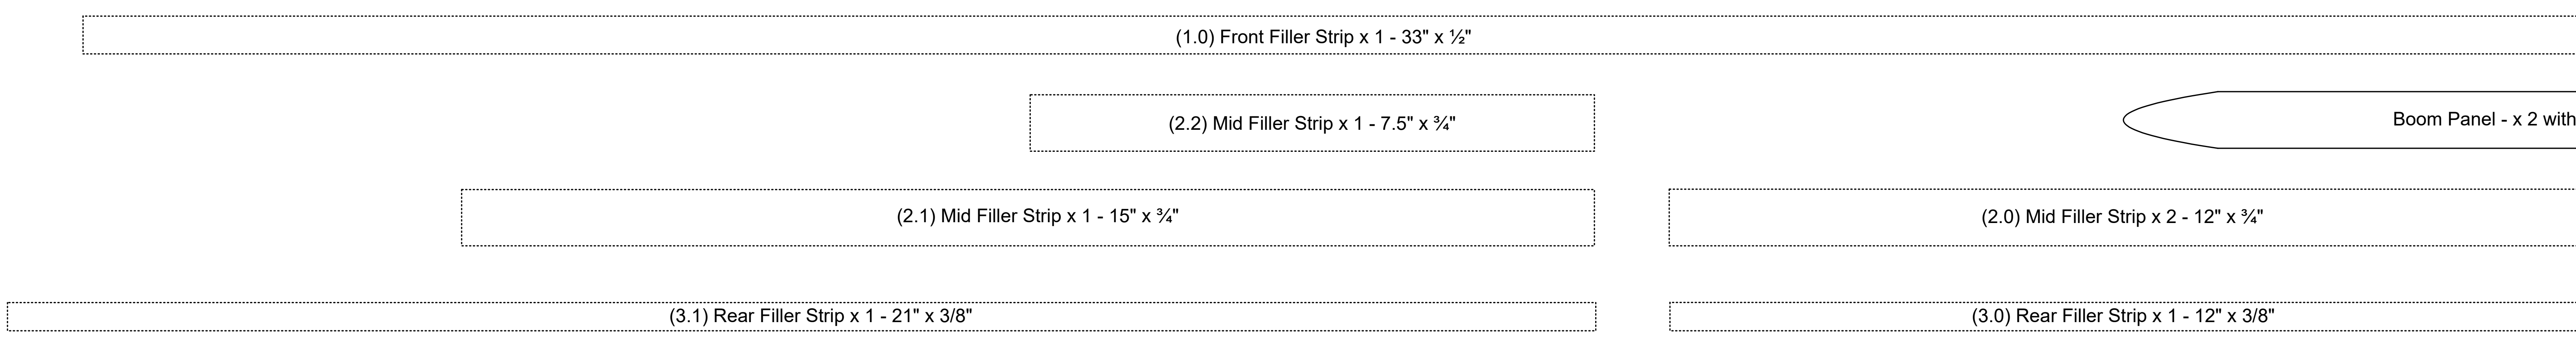 (1.0) Front Filler Strip x 1 - 33" x ½"
(2.2) Mid Filler Strip x 1 - 7.5" x ¾"
Boom Panel - x 2 with
(2.1) Mid Filler Strip x 1 - 15" x ¾"
(2.0) Mid Filler Strip x 2 - 12" x ¾"
(3.1) Rear Filler Strip x 1 - 21" x 3/8"
(3.0) Rear Filler Strip x 1 - 12" x 3/8"